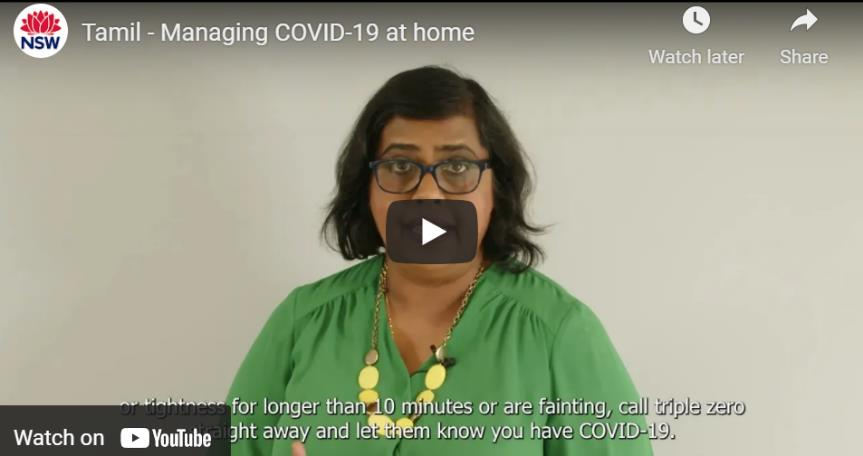 NSW
Tamil - Managing COVID-19 at home
Watch later
Share
or tightness for longer than 10 minutes or are fainting, call triple zero
straight away and let them know you have COVID-19.
Watch on YouTube